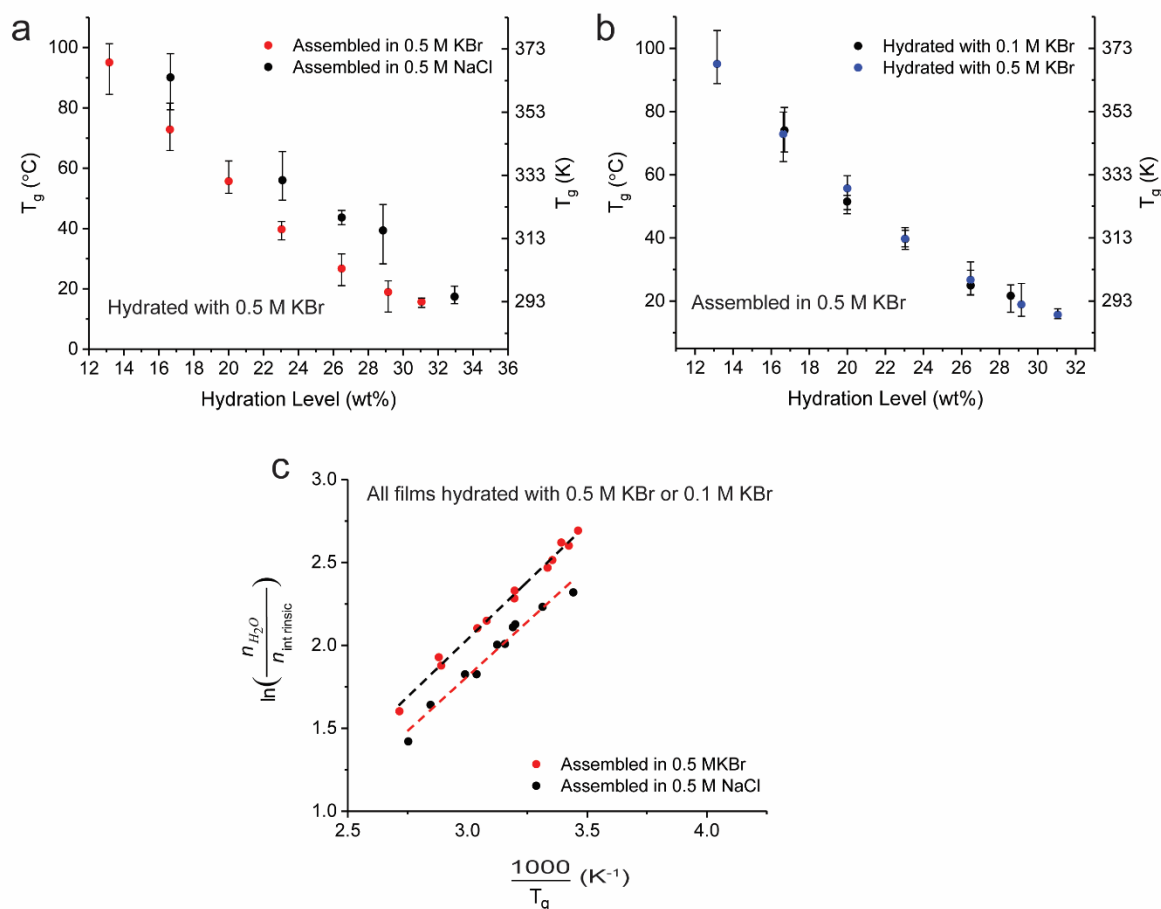 a
Assembled in 0.5 M KBr
Assembled in 0.5 M NaCl
Hydrated with 0.5 M KBr
0
20
40
60
80
100
Tg (°C)
293
313
333
353
373
Tg (K)
12 14 16 18 20 22 24 26 28 30 32 34 36
Hydration Level (wt%)
b
Hydrated with 0.1 M KBr
Hydrated with 0.5 M KBr
Assembled in 0.5 M KBr
20
40
60
80
100
Tg (°C)
293
313
333
353
373
Tg (K)
12 14 16 18 20 22 24 26 28 30 32
Hydration Level (wt%)
c
All films hydrated with 0.5 M KBr or 0.1 M KBr
3.0
2.5
2.0
1.5
1.0
ln(nH2O/nint rinsic)
Assembled in 0.5 MKBr
Assembled in 0.5 M NaCl
2.5 3.0 3.5 4.0
1000/Tg (K-1)